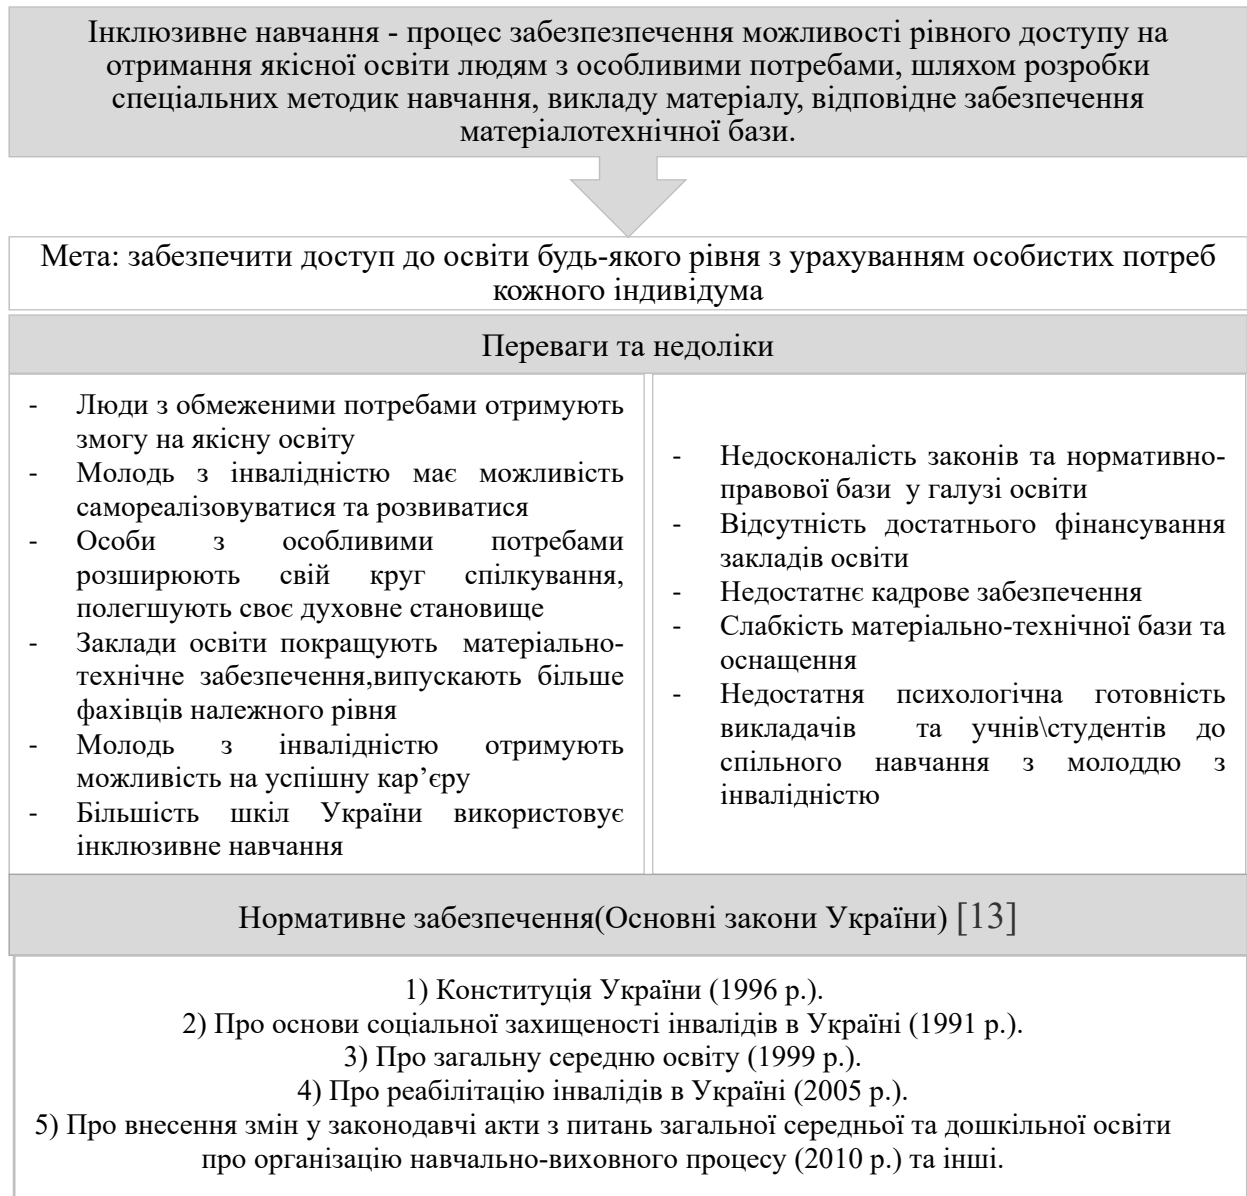 Інклюзивне навчання - процес забезпезпечення можливості рівного доступу на
отримання якісної освіти людям з особливими потребами, шляхом розробки
спеціальних методик навчання, викладу матеріалу, відповідне забезпечення
матеріалотехнічної бази.
Мета: забезпечити доступ до освіти будь-якого рівня з урахуванням особистих потреб
кожного індивідума
Переваги та недоліки
- Люди з обмеженими потребами отримують
змогу на якісну освіту
- Молодь з інвалідністю має можливість
самореалізовуватися та розвиватися
- Особи з особливими потребами
розширюють свій круг спілкування,
полегшують своє духовне становище
- Заклади освіти покращують матеріально-
технічне забезпечення,випускають більше
фахівців належного рівня
- Молодь з інвалідністю отримують
можливість на успішну кар’єру
- Більшість шкіл України використовує
інклюзивне навчання
- Недосконалість законів та нормативно-
правової бази у галузі освіти
- Відсутність достатнього фінансування
закладів освіти
- Недостатнє кадрове забезпечення
- Слабкість матеріально-технічної бази та
оснащення
- Недостатня психологічна готовність
викладачів та учнів\студентів до
спільного навчання з молоддю з
інвалідністю
Нормативне забезпечення(Основні закони України) [13]
1) Конституція України (1996 р.).
2) Про основи соціальної захищеності інвалідів в Україні (1991 р.).
3) Про загальну середню освіту (1999 р.).
4) Про реабілітацію інвалідів в Україні (2005 р.).
5) Про внесення змін у законодавчі акти з питань загальної середньої та дошкільної освіти
про організацію навчально-виховного процесу (2010 р.) та інші.